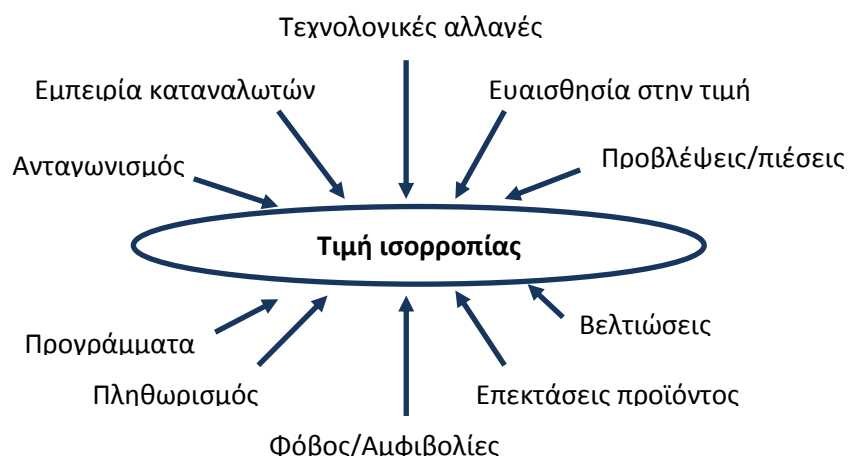 Τεχνολογικές αλλαγές
Εμπειρία καταναλωτών
Ευαισθησία στην τιμή
Ανταγωνισμός
Προβλέψεις/πιέσεις
Τιμή ισορροπίας
Βελτιώσεις
Προγράμματα
Πληθωρισμός
Επεκτάσεις προϊόντος
Φόβος/Αμφιβολίες